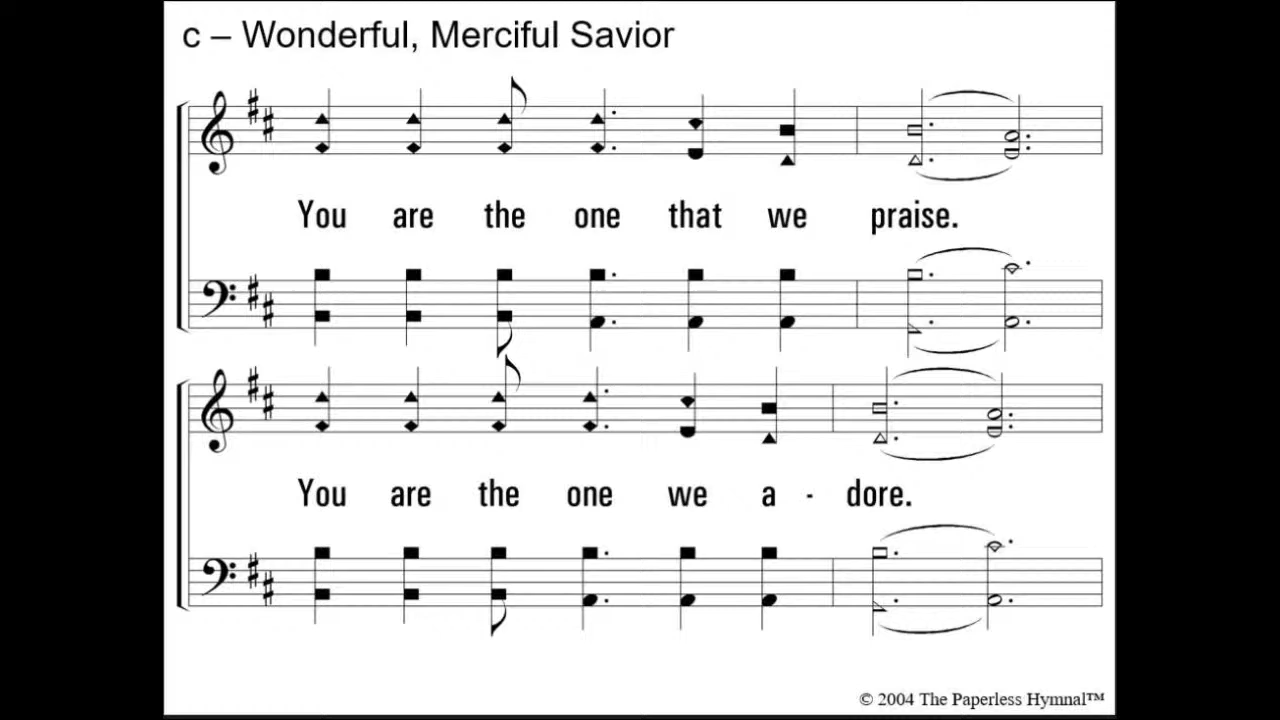 c – Wonderful, Merciful Savior
You are the one that we praise.
You are the one we a - dore.
© 2004 The Paperless Hymnal™